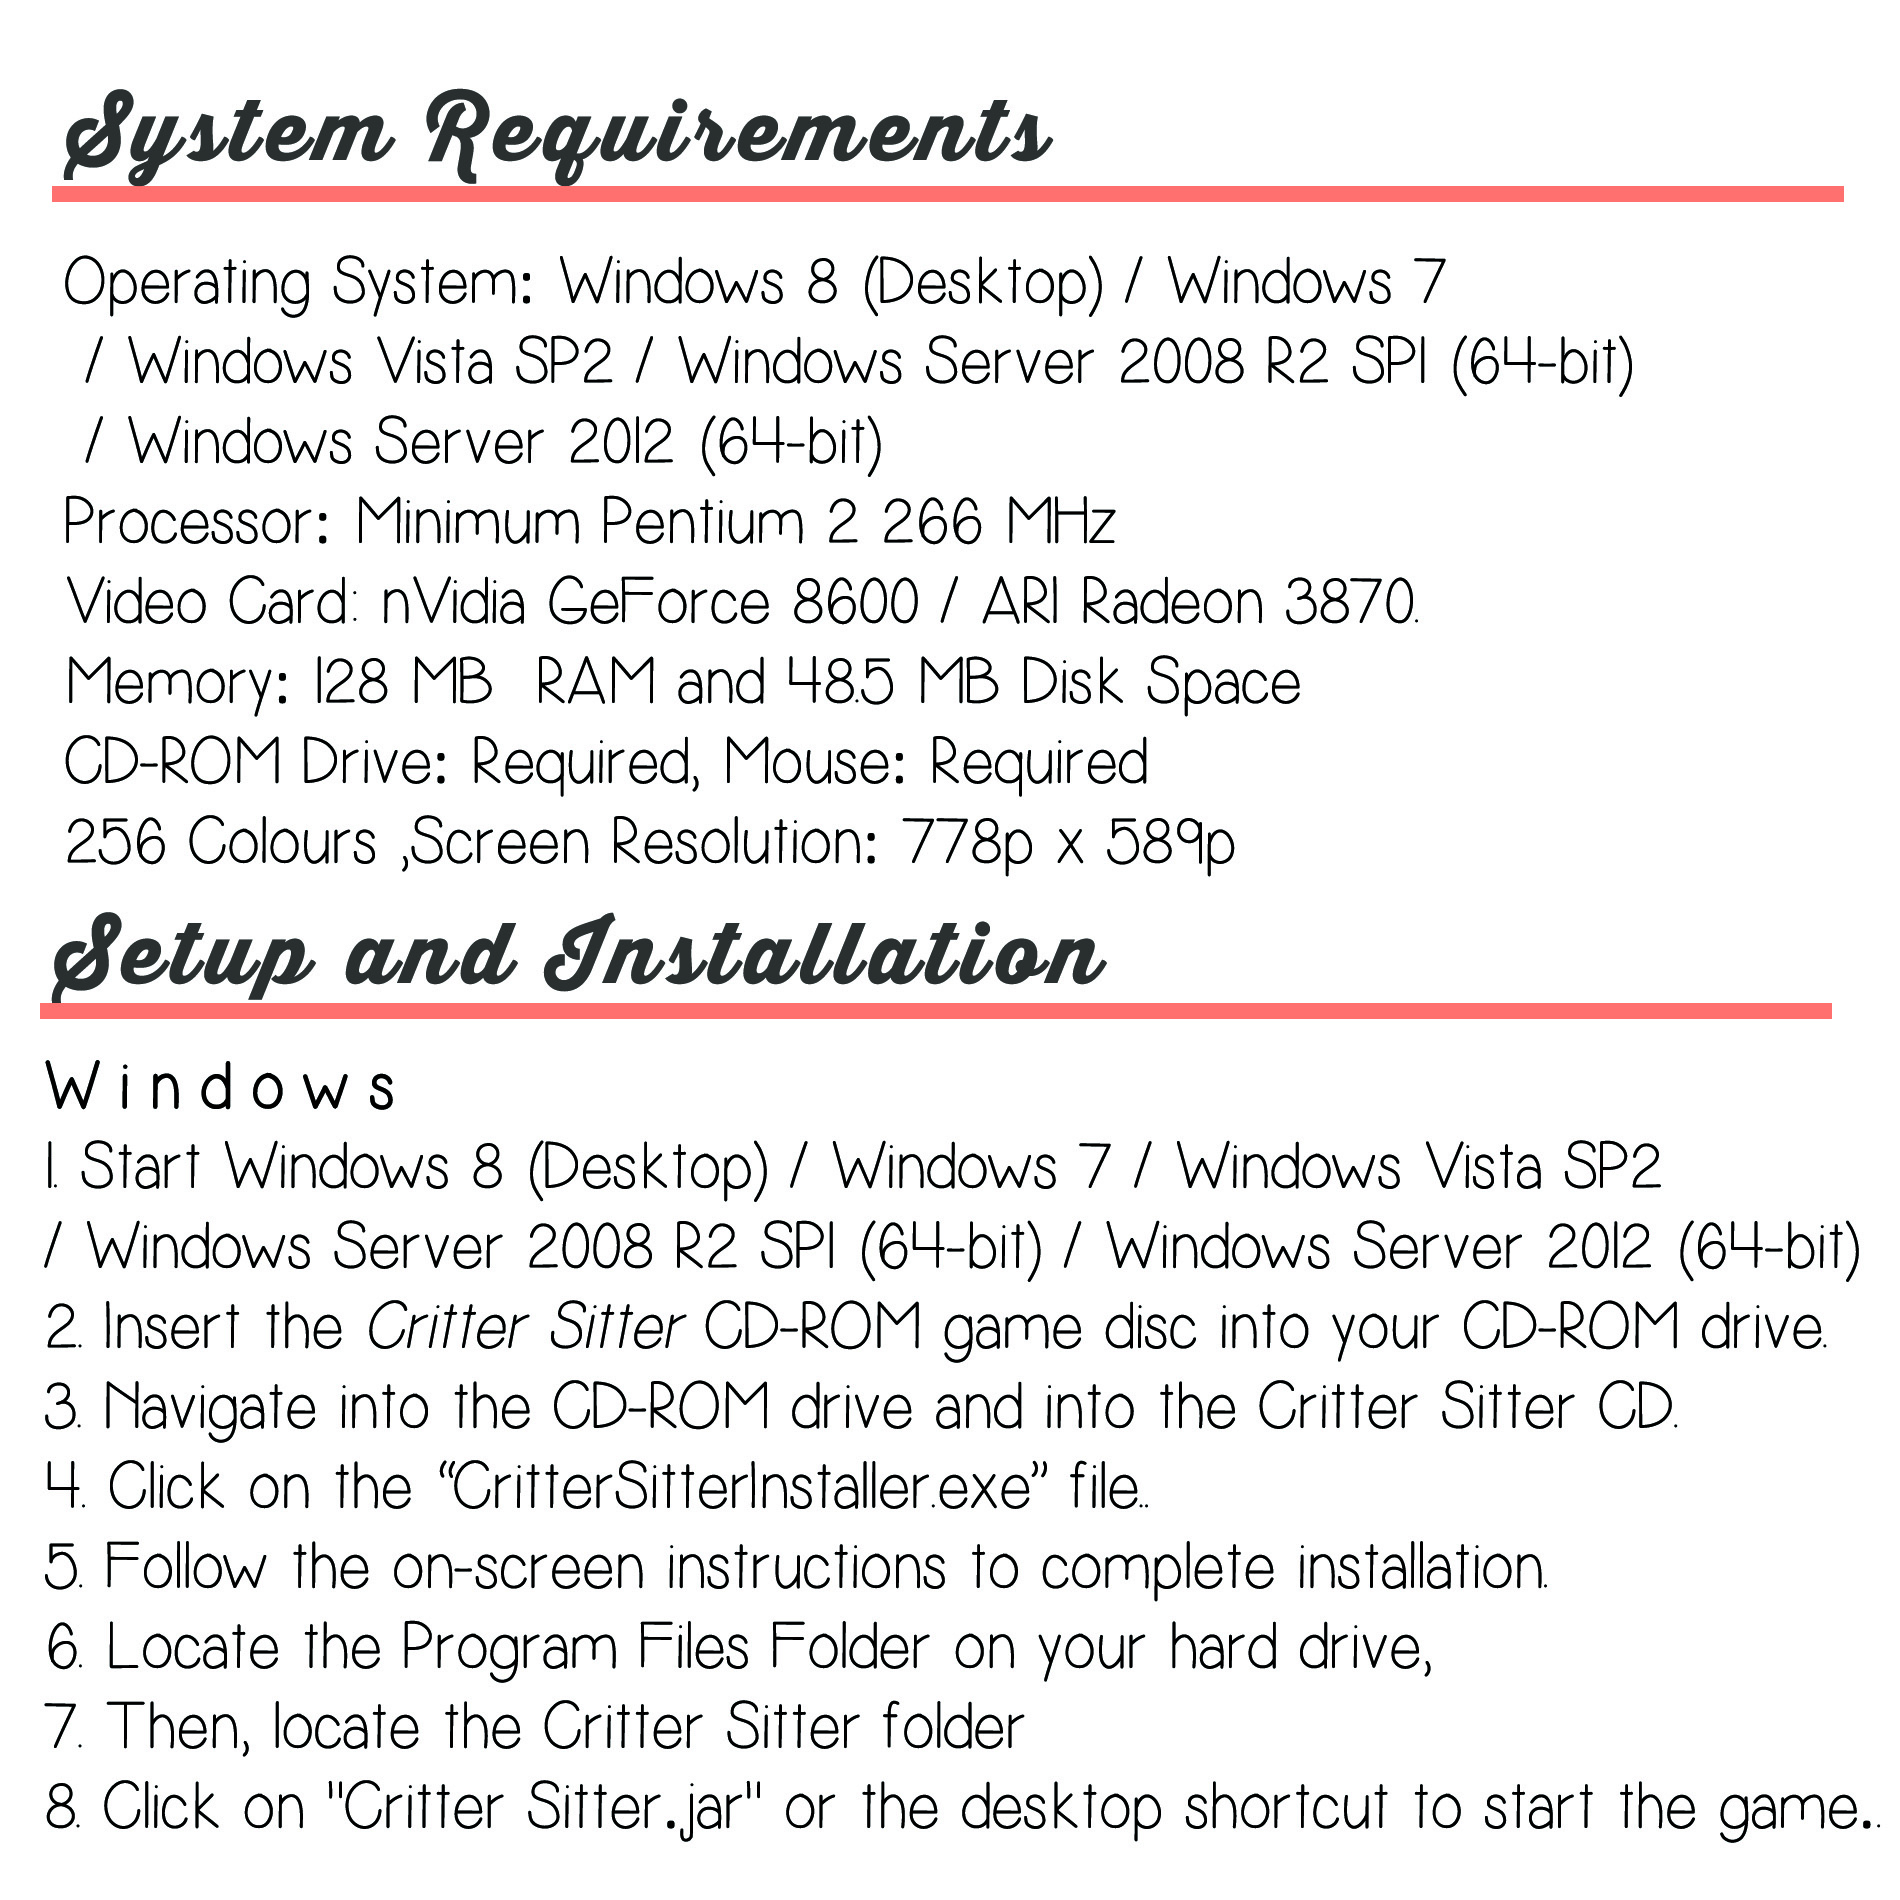 System Requirements
Operating System: Windows 8 (Desktop) / Windows 7
/ Windows Vista SP2 / Windows Server 2008 R2 SP1 (64-bit)
/ Windows Server 2012 (64-bit)
Processor: Minimum Pentium 2 266 MHz
Video Card: nVidia GeForce 8600 / ARI Radeon 3870.
Memory: 128 MB  RAM and 48.5 MB Disk Space
CD-ROM Drive: Required, Mouse: Required
256 Colours ,Screen Resolution: 778p x 589p
Setup and Installation
Windows
1. Start Windows 8 (Desktop) / Windows 7 / Windows Vista SP2
/ Windows Server 2008 R2 SP1 (64-bit) / Windows Server 2012 (64-bit)
2. Insert the Critter Sitter CD-ROM game disc into your CD-ROM drive.
3. Navigate into the CD-ROM drive and into the Critter Sitter CD.
4. Click on the “CritterSitterInstaller.exe” file..
5. Follow the on-screen instructions to complete installation.
6. Locate the Program Files Folder on your hard drive,
7. Then, locate the Critter Sitter folder
8. Click on "Critter Sitter.jar" or the desktop shortcut to start the game..